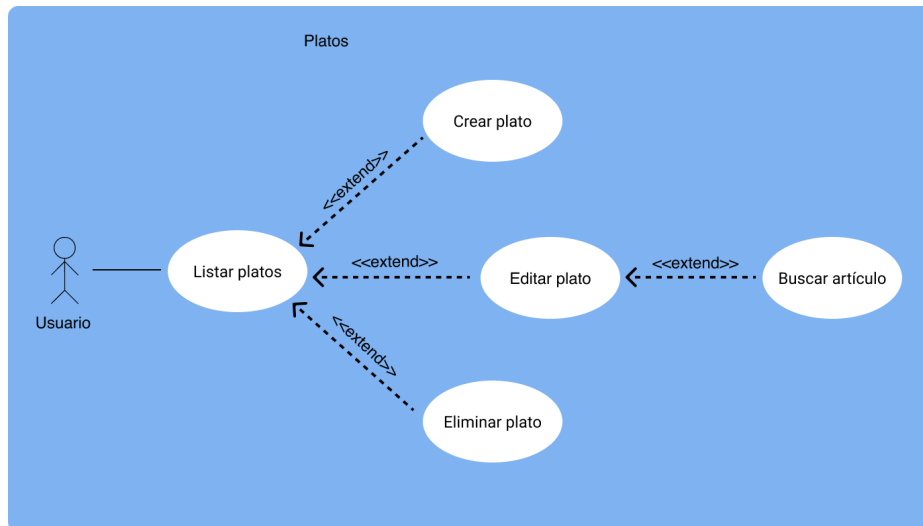 Platos
Crear plato
<<extend>>
Listar platos
<<extend>>
Editar plato
<<extend>>
Buscar artículo
Usuario
<<extend>>
Eliminar plato